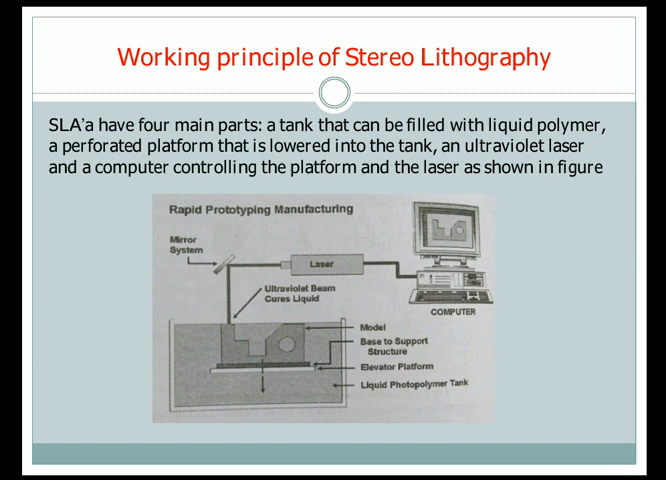 Working principle of Stereo Lithography
SLA'a have four main parts: a tank that can be filled with liquid polymer,
a perforated platform that is lowered into the tank, an ultraviolet laser
and a computer controlling the platform and the laser as shown in figure
Rapid Prototyping Manufacturing
Mirror
System
Laser
Ultraviolet Beam
Cures Liquid
COMPUTER
Model
Base to Support
Structure
Elevator Platform
Liquid Photopolymer Tank